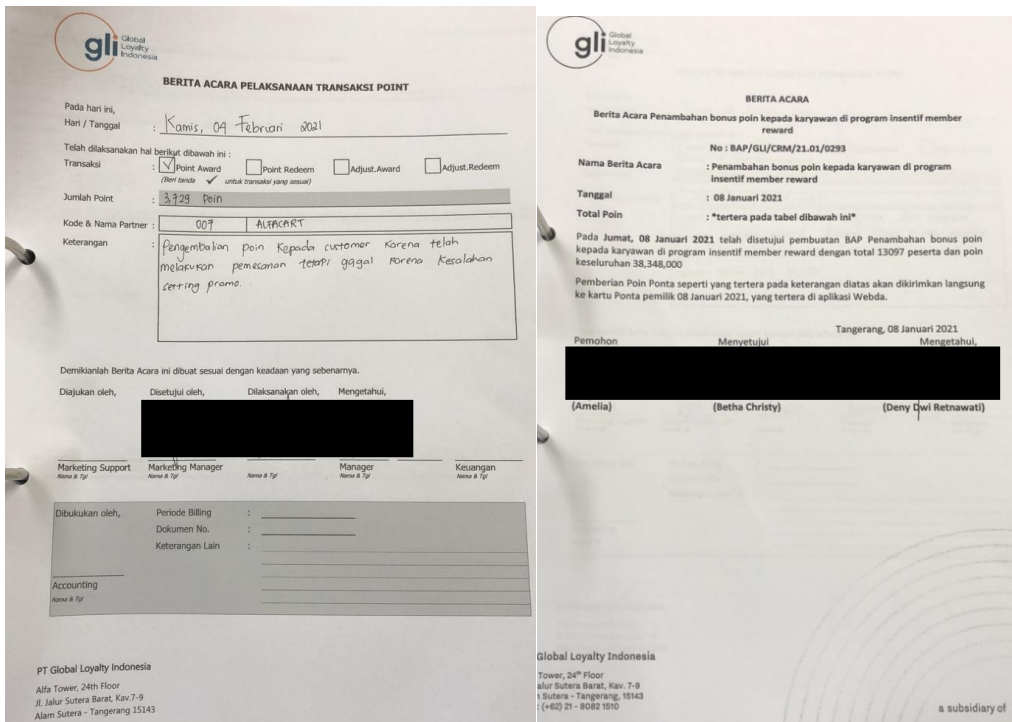 gli Global
Loyalty
Indonesia
BERITA ACARA PELAKSANAAN TRANSAKSI POINT
Pada hari ini,
Hari / Tanggal : Kamis, 04 Februari 2021
Telah dilaksanakan hal berikut dibawah ini :
Transaksi : Point Award Point Redeem Adjust.Award Adjust.Redeem
(Beri tanda ✓ untuk transaksi yang sesuai)
Jumlah Point : 3,729 Poin
Kode & Nama Partner : 007 ALFACART
Keterangan : Pengembalian poin kepada customer karena telah
melakukan pemesanan tetapi gagal karena kesalahan
setting promo.
Demikianlah Berita Acara ini dibuat sesuai dengan keadaan yang sebenarnya.
Diajukan oleh, Disetujui oleh, Dilaksanakan oleh, Mengetahui,
Marketing Support Marketing Manager Manager Keuangan
Nama & Tgl Nama & Tgl Nama & Tgl Nama & Tgl Nama & Tgl
Dibukukan oleh, Periode Billing :
Dokumen No. :
Keterangan Lain :
Accounting
Nama & Tgl
PT Global Loyalty Indonesia
Alfa Tower, 24th Floor
Jl. Jalur Sutera Barat, Kav.7-9
Alam Sutera - Tangerang 15143
gli Global
Loyalty
Indonesia
BERITA ACARA
Berita Acara Penambahan bonus poin kepada karyawan di program insentif member
reward
No : BAP/GLI/CRM/21.01/0293
Nama Berita Acara : Penambahan bonus poin kepada karyawan di program
insentif member reward
Tanggal : 08 Januari 2021
Total Poin : *tertera pada tabel dibawah ini*
Pada Jumat, 08 Januari 2021 telah disetujui pembuatan BAP Penambahan bonus poin
kepada karyawan di program insentif member reward dengan total 13097 peserta dan poin
keseluruhan 38,348,000
Pemberian Poin Ponta seperti yang tertera pada keterangan diatas akan dikirimkan langsung
ke kartu Ponta pemilik 08 Januari 2021, yang tertera di aplikasi Webda.
Tangerang, 08 Januari 2021
Pemohon Menyetujui Mengetahui,
(Amelia) (Betha Christy) (Deny Dwi Retnawati)
Global Loyalty Indonesia
Tower, 24th Floor
alur Sutera Barat, Kav. 7-9
Sutera - Tangerang, 15143
: (+62) 21 - 8082 1510
a subsidiary of